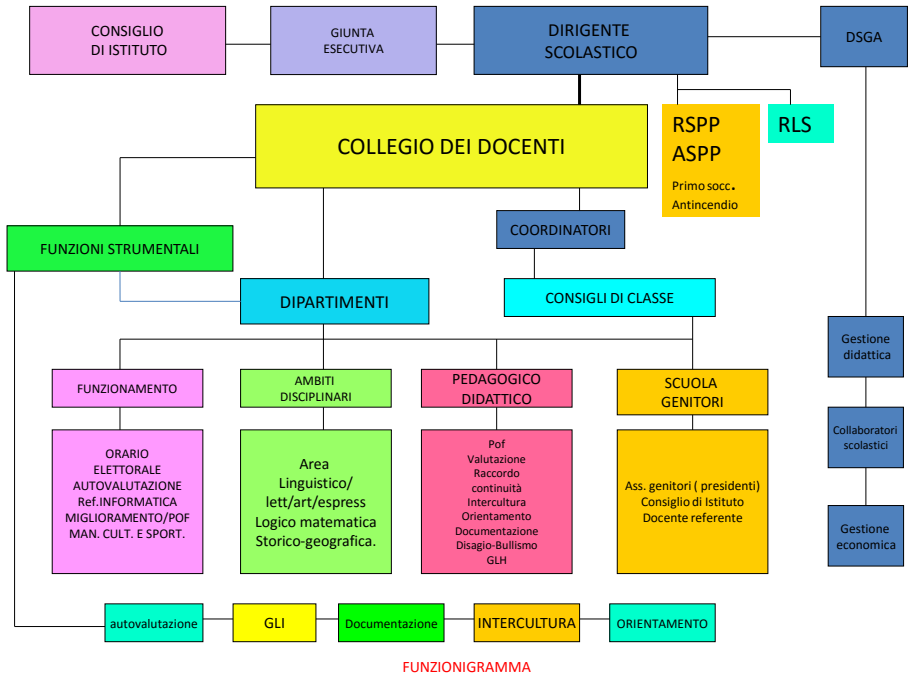 CONSIGLIO
DI ISTITUTO
GIUNTA
ESECUTIVA
DIRIGENTE
SCOLASTICO
DSGA
COLLEGIO DEI DOCENTI
RSPP
ASPP
Primo socc.
Antincendio
RLS
FUNZIONI STRUMENTALI
COORDINATORI
DIPARTIMENTI
CONSIGLI DI CLASSE
FUNZIONAMENTO
AMBITI
DISCIPLINARI
PEDAGOGICO
DIDATTICO
SCUOLA
GENITORI
Gestione
didattica
ORARIO
ELETTORALE
AUTOVALUTAZIONE
Ref.INFORMATICA
MIGLIORAMENTO/POF
MAN. CULT. E SPORT.
Area
Linguistico/
lett/art/espress
Logico matematica
Storico-geografica.
Pof
Valutazione
Raccordo
continuità
Intercultura
Orientamento
Documentazione
Disagio-Bullismo
GLH
Ass. genitori ( presidenti)
Consiglio di Istituto
Docente referente
Collaboratori
scolastici
Gestione
economica
autovalutazione
GLI
Documentazione
INTERCULTURA
ORIENTAMENTO
FUNZIONIGRAMMA